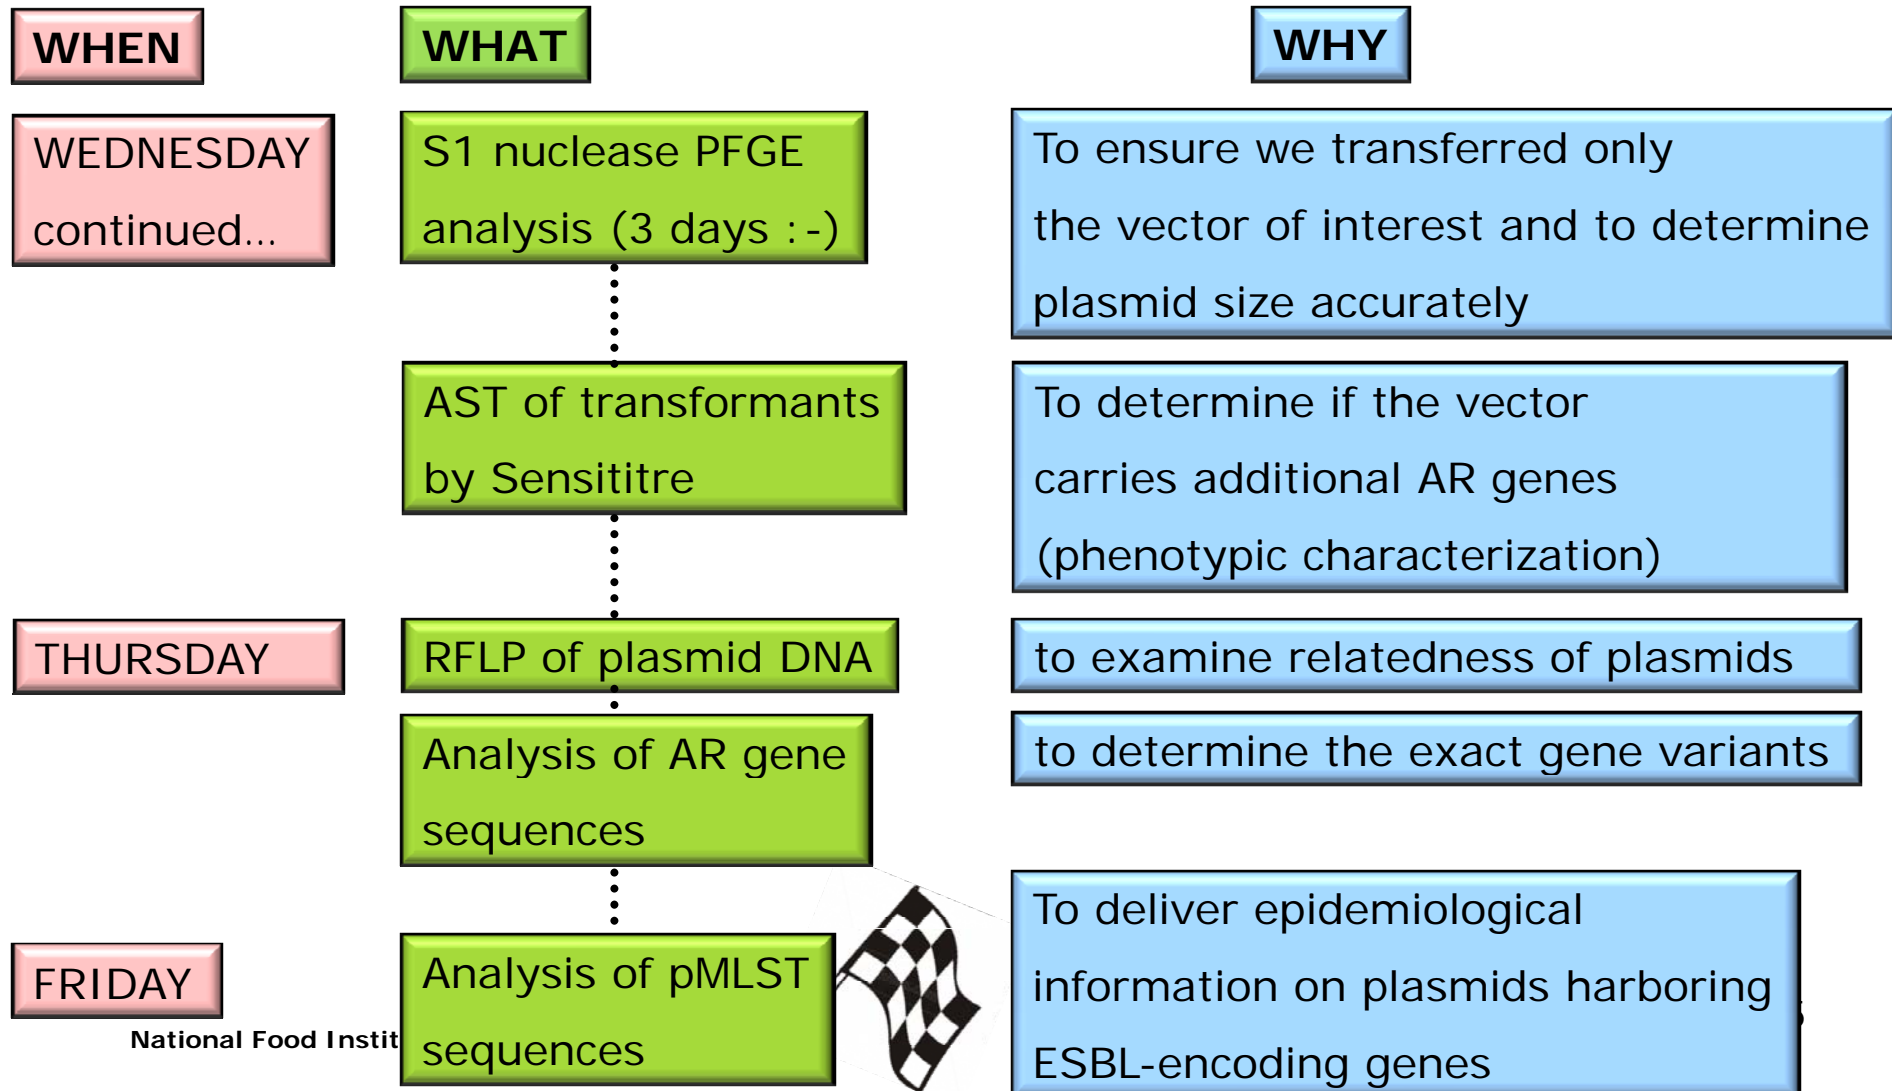 WHEN
WHAT
WHY
WEDNESDAY
continued...
S1 nuclease PFGE
analysis (3 days :-)
To ensure we transferred only
the vector of interest and to determine
plasmid size accurately
AST of transformants
by Sensititre
To determine if the vector
carries additional AR genes
(phenotypic characterization)
THURSDAY
RFLP of plasmid DNA
to examine relatedness of plasmids
Analysis of AR gene
sequences
to determine the exact gene variants
FRIDAY
Analysis of pMLST
sequences
To deliver epidemiological
information on plasmids harboring
ESBL-encoding genes
National Food Instit